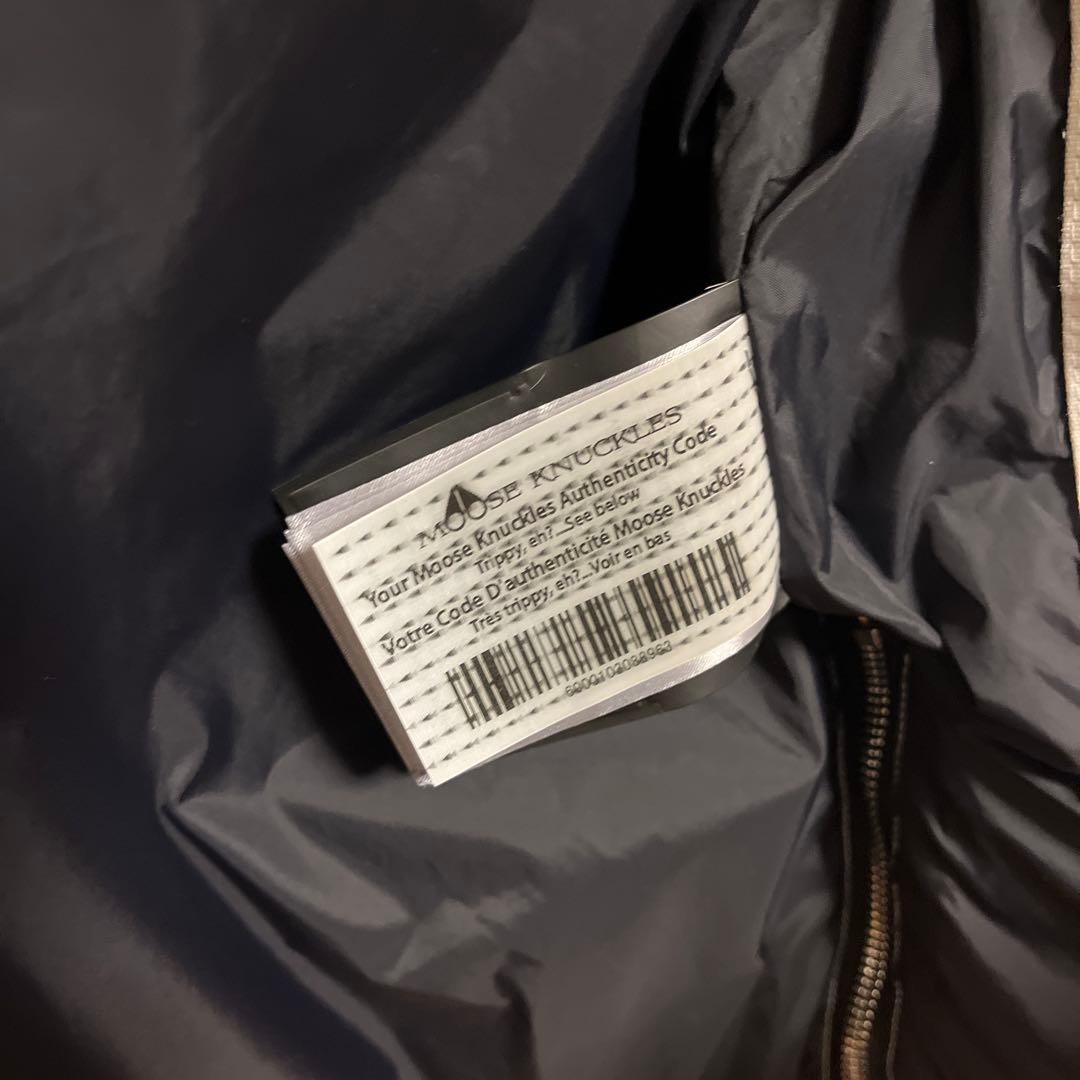 MOOSE KNUCKLES
Your Moose Knuckles Authenticity Code
Trippy, eh?...See below
Votre Code D'authenticité Moose Knuckles
Très trippy, eh?...Voir en bas